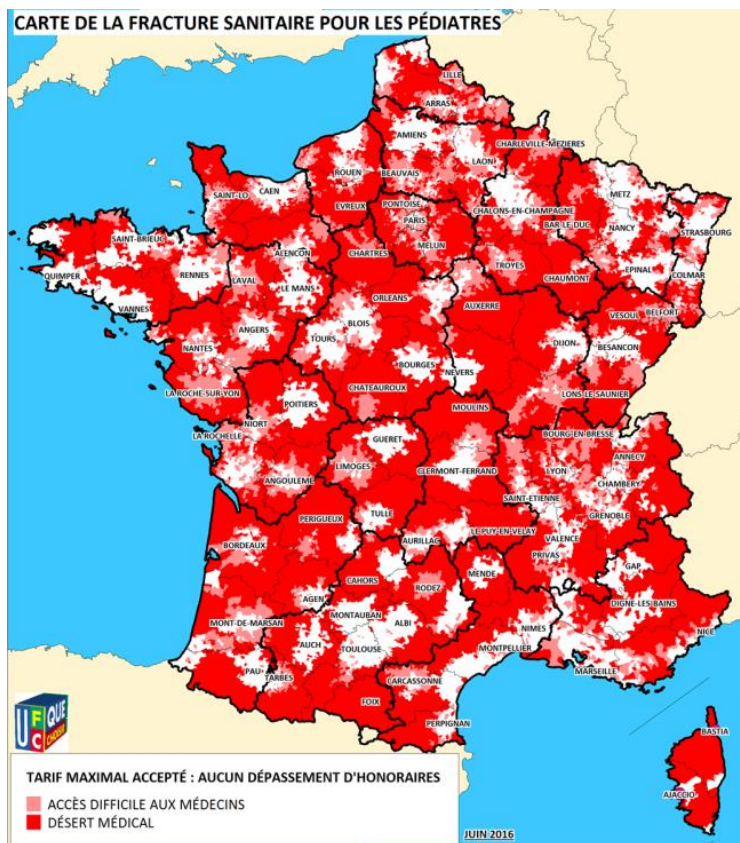 CARTE DE LA FRACTURE SANITAIRE POUR LES PÉDIATRES
LILLE
ARRAS
AMIENS
CHARLEVILLE-MEZIERES
ROUEN
BEAUVAIS
LAON
SAINT-LO
CAEN
EVREUX
PONTOISE
PARIS
MELUN
CHALONS-EN-CHAMPAGNE
METZ
BAR-LE-DUC
NANCY
STRASBOURG
SAINT-BRIEUC
ALENCON
CHARTRES
TROYES
CHAUMONT
EPINAL
COLMAR
QUIMPER
RENNES
LAVAL
LE MANS
ORLEANS
AUXERRE
VESOUL
BELFORT
VANNES
ANGERS
BLOIS
TOURS
DIJON
BESANCON
NANTES
BOURGES
NEVERS
LA ROCHE-SUR-YON
CHATEAUROUX
LONS-LE-SAUNIER
POITIERS
MOULINS
NIORT
LA ROCHELLE
GUERET
BOURG-EN-BRESSE
ANNECY
LIMOGES
CLERMONT-FERRAND
LYON
CHAMBERY
ANGOULEME
SAINT-ETIENNE
TULLE
GRENOBLE
PERIGUEUX
AURILLAC
LE-PUY-EN-VELAY
VALENCE
BORDEAUX
PRIVAS
CAHORS
MENDE
GAP
RODEZ
AGEN
DIGNE-LES-BAINS
MONT-DE-MARSAN
MONTAUBAN
ALBI
NIMES
NICE
AUCH
TOULOUSE
MONTPELLIER
PAU
TARBES
CARCASSONNE
MARSEILLE
FOIX
PERPIGNAN
BASTIA
AJACCIO
UFC QUE CHOISIR
TARIF MAXIMAL ACCEPTÉ : AUCUN DÉPASSEMENT D'HONORAIRES
ACCÈS DIFFICILE AUX MÉDECINS
DÉSERT MÉDICAL
JUIN 2016